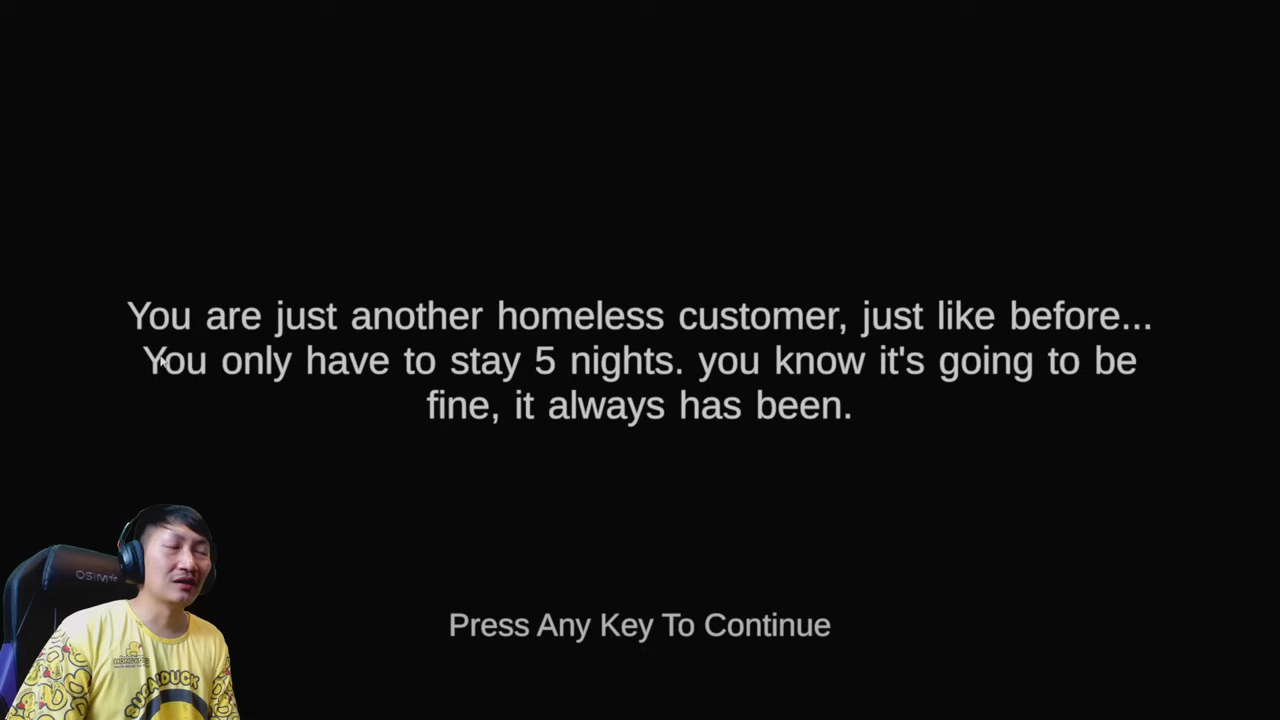 You are just another homeless customer, just like before...
You only have to stay 5 nights. you know it's going to be
fine, it always has been.
Press Any Key To Continue
OSIM